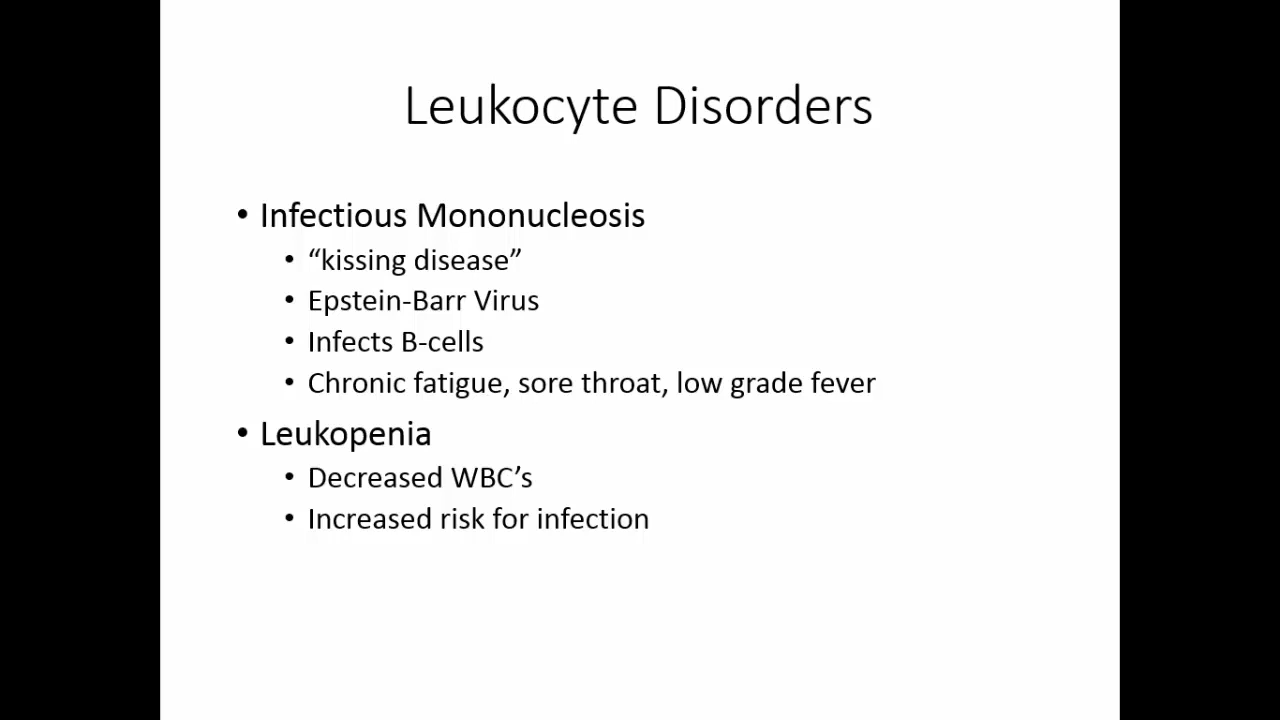 Leukocyte Disorders
• Infectious Mononucleosis
• “kissing disease”
• Epstein-Barr Virus
• Infects B-cells
• Chronic fatigue, sore throat, low grade fever
• Leukopenia
• Decreased WBC’s
• Increased risk for infection